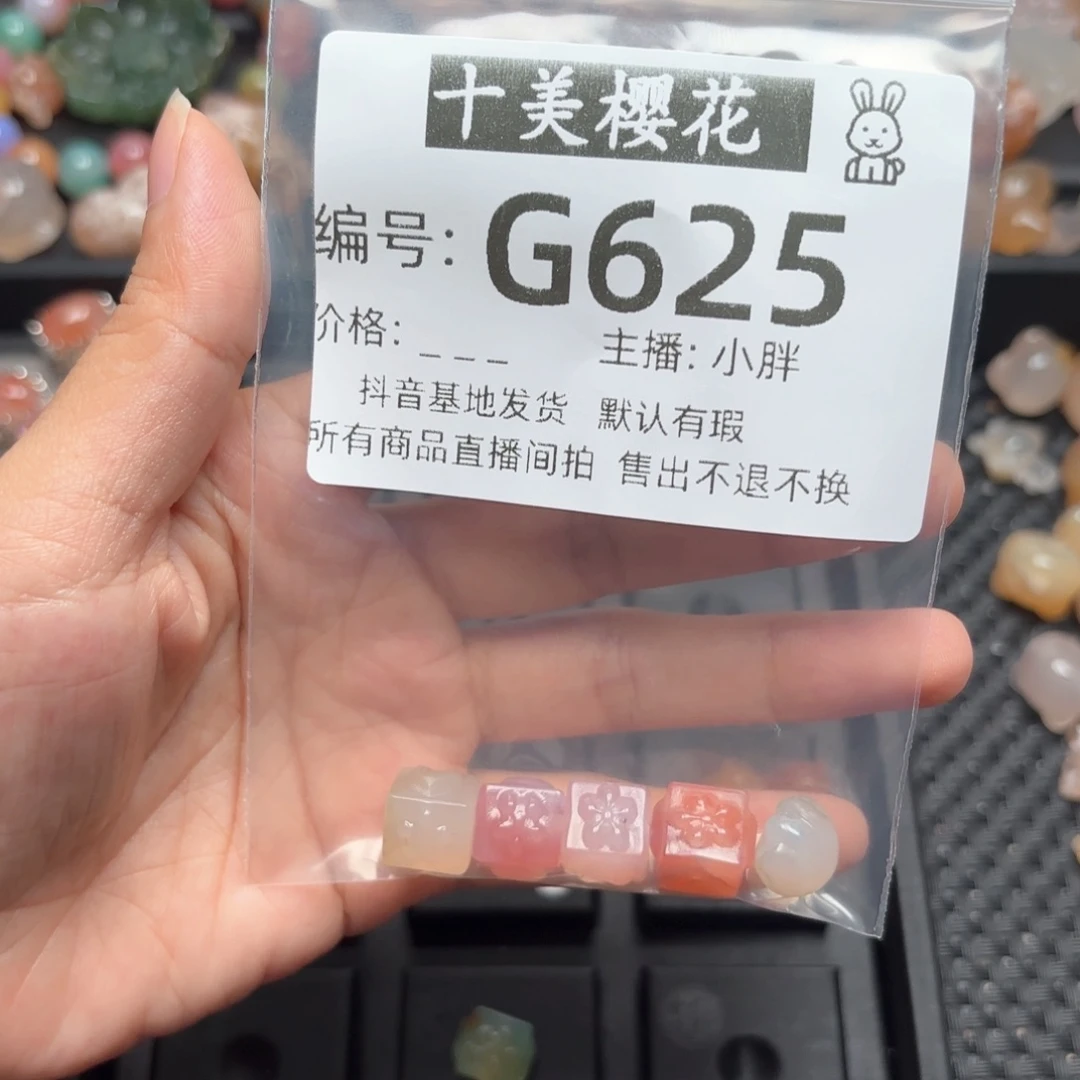 十美樱花
编号: G625
价格: _ _ _ 主播: 小胖
抖音基地发货 默认有瑕
所有商品直播间拍 售出不退不换